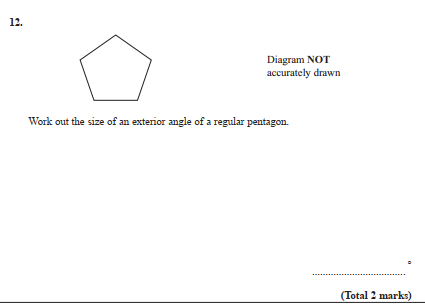 12.
Diagram NOT
accurately drawn
Work out the size of an exterior angle of a regular pentagon.
....................................°
(Total 2 marks)